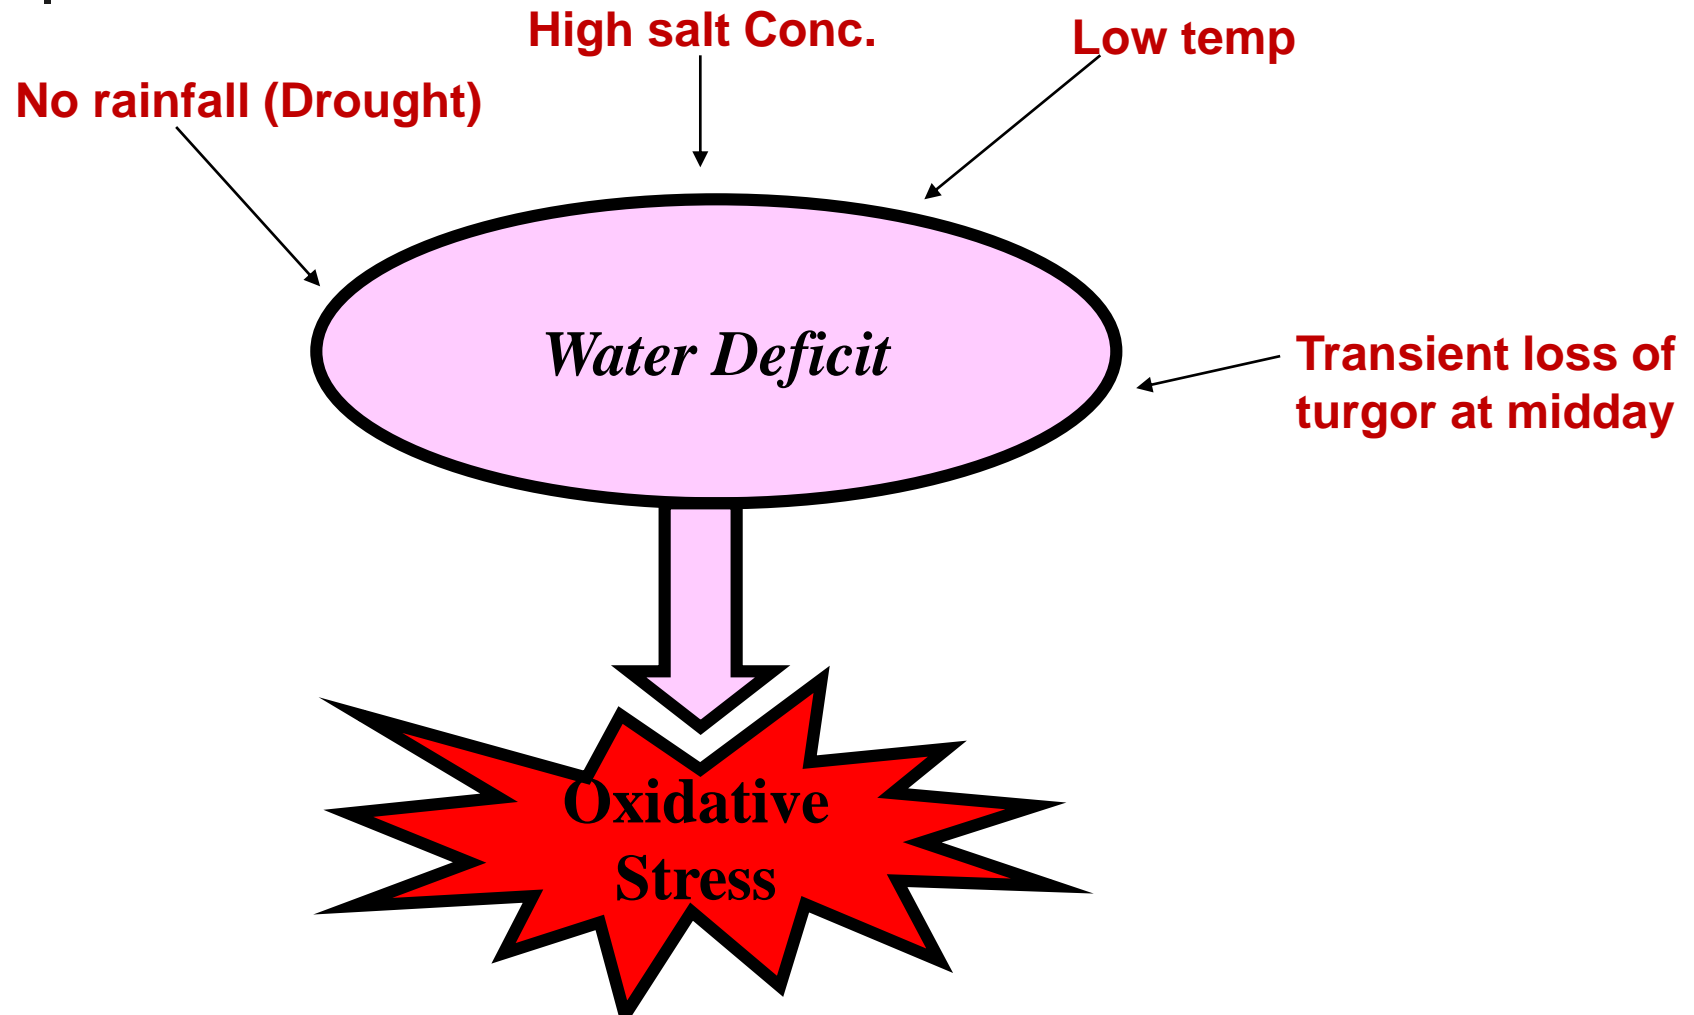 High salt Conc.
Low temp
No rainfall (Drought)
Water Deficit
Transient loss of
turgor at midday
Oxidative
Stress